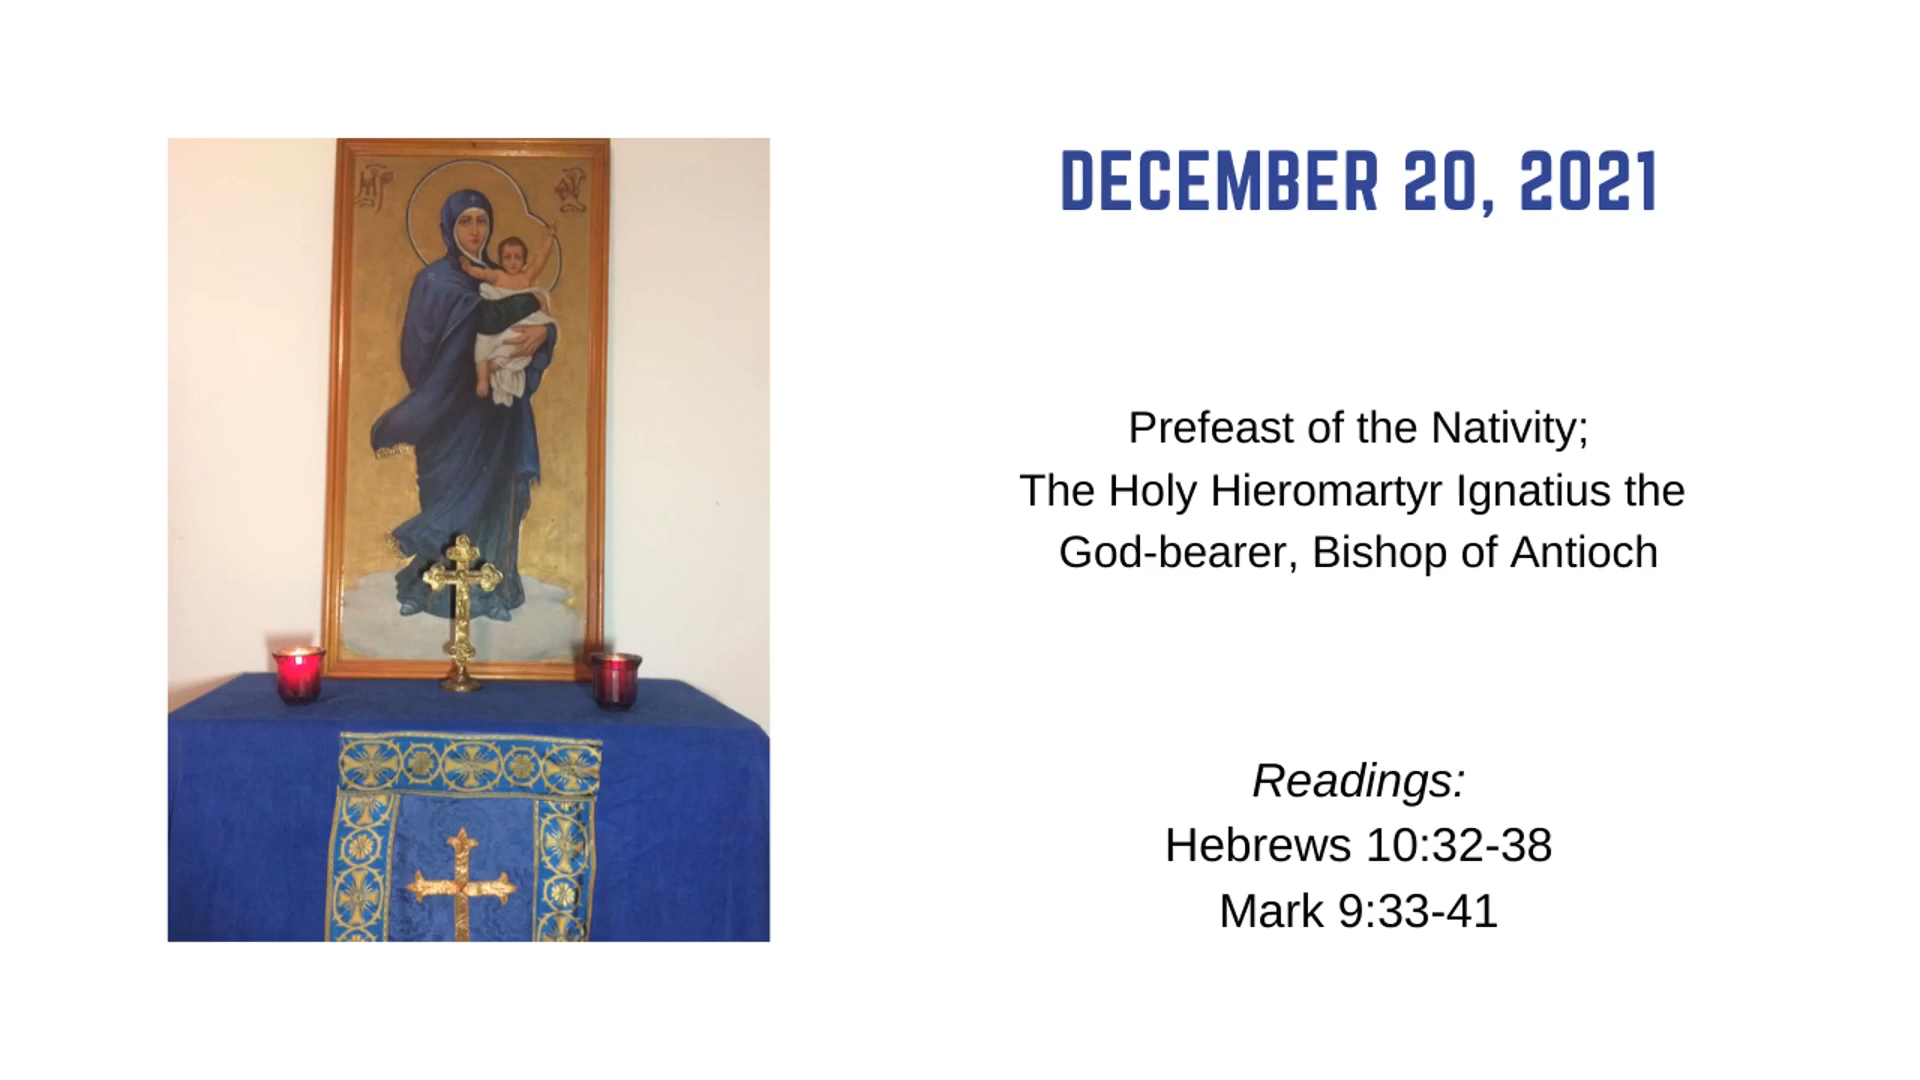 DECEMBER 20, 2021
Prefeast of the Nativity;
The Holy Hieromartyr Ignatius the
God-bearer, Bishop of Antioch
Readings:
Hebrews 10:32-38
Mark 9:33-41